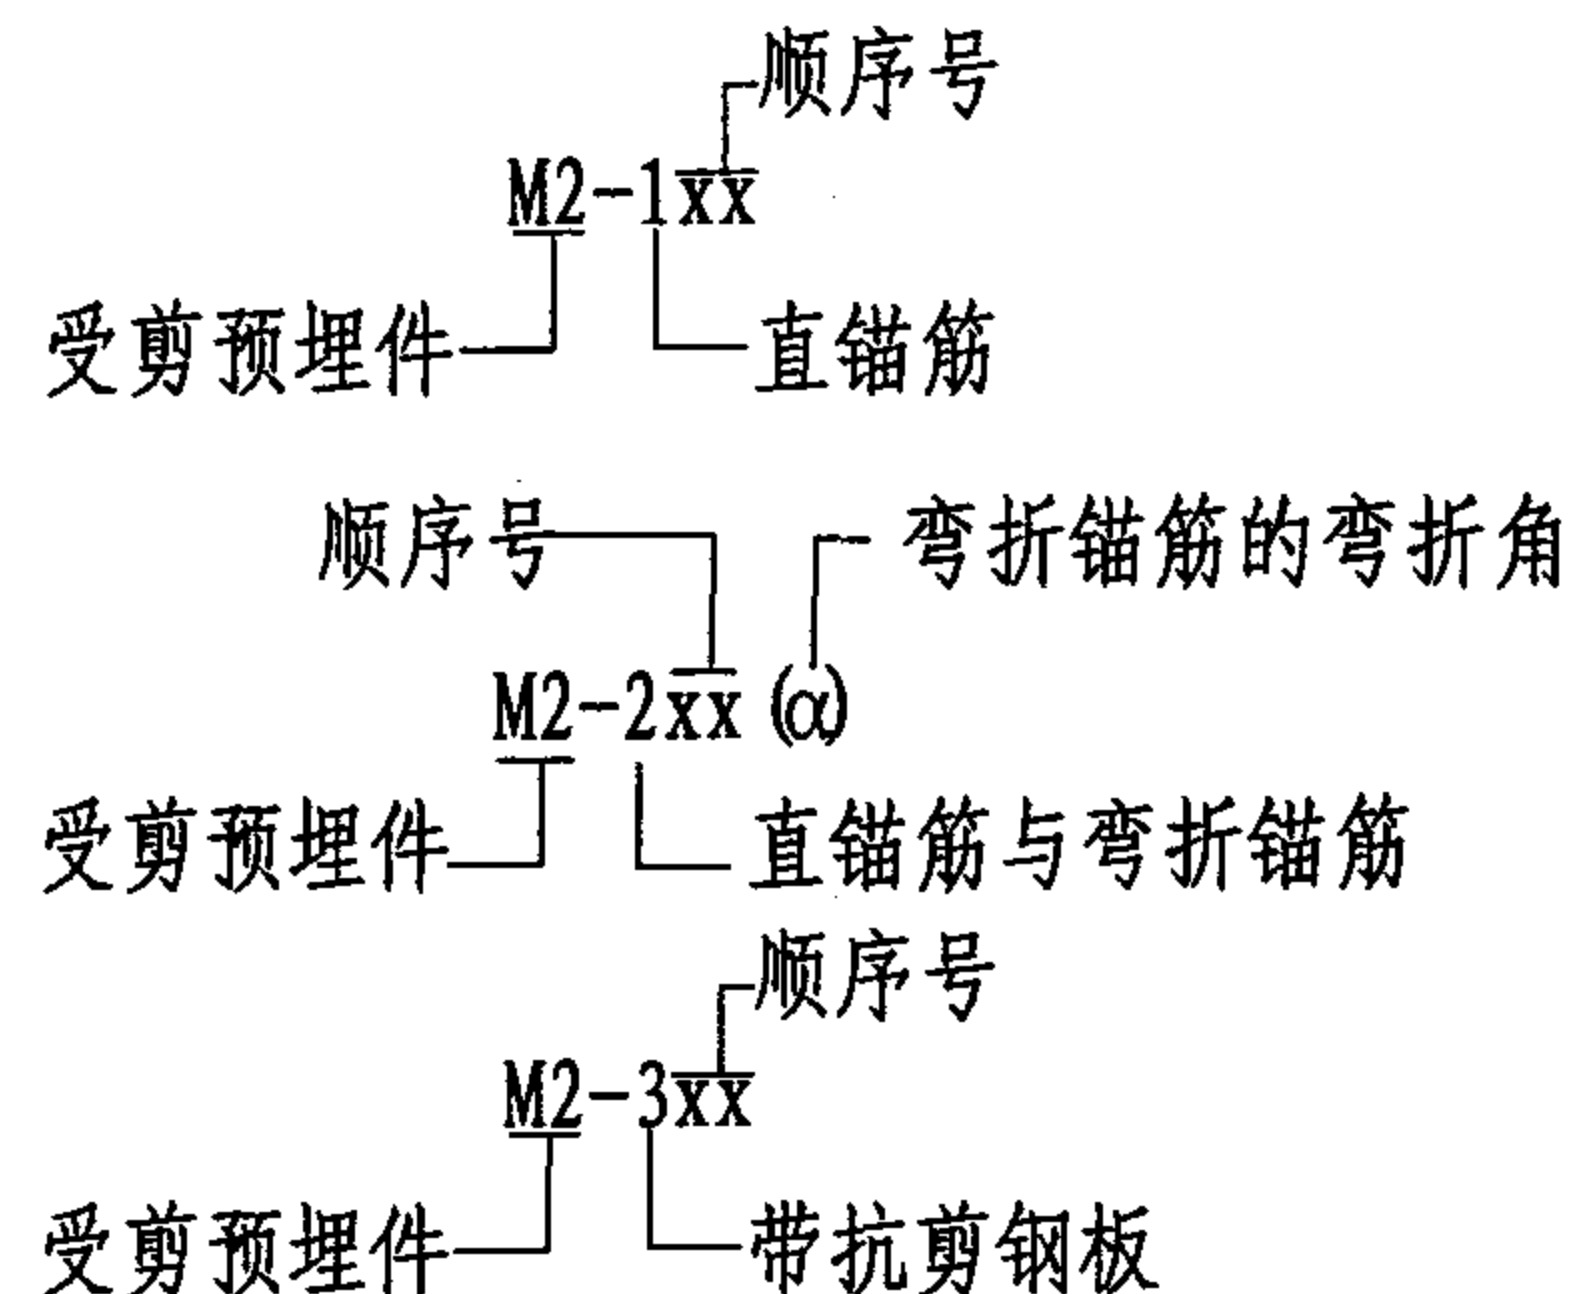 顺序号
M2-1xx
受剪预埋件 直锚筋
顺序号 弯折锚筋的弯折角
M2-2xx(α)
受剪预埋件 直锚筋与弯折锚筋
顺序号
M2-3xx
受剪预埋件 带抗剪钢板